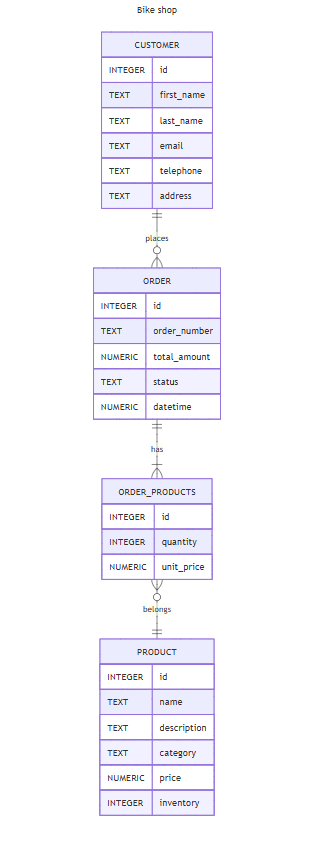 Bike shop
CUSTOMER
INTEGER id
TEXT first_name
TEXT last_name
TEXT email
TEXT telephone
TEXT address
places
ORDER
INTEGER id
TEXT order_number
NUMERIC total_amount
TEXT status
NUMERIC datetime
has
ORDER_PRODUCTS
INTEGER id
INTEGER quantity
NUMERIC unit_price
belongs
PRODUCT
INTEGER id
TEXT name
TEXT description
TEXT category
NUMERIC price
INTEGER inventory